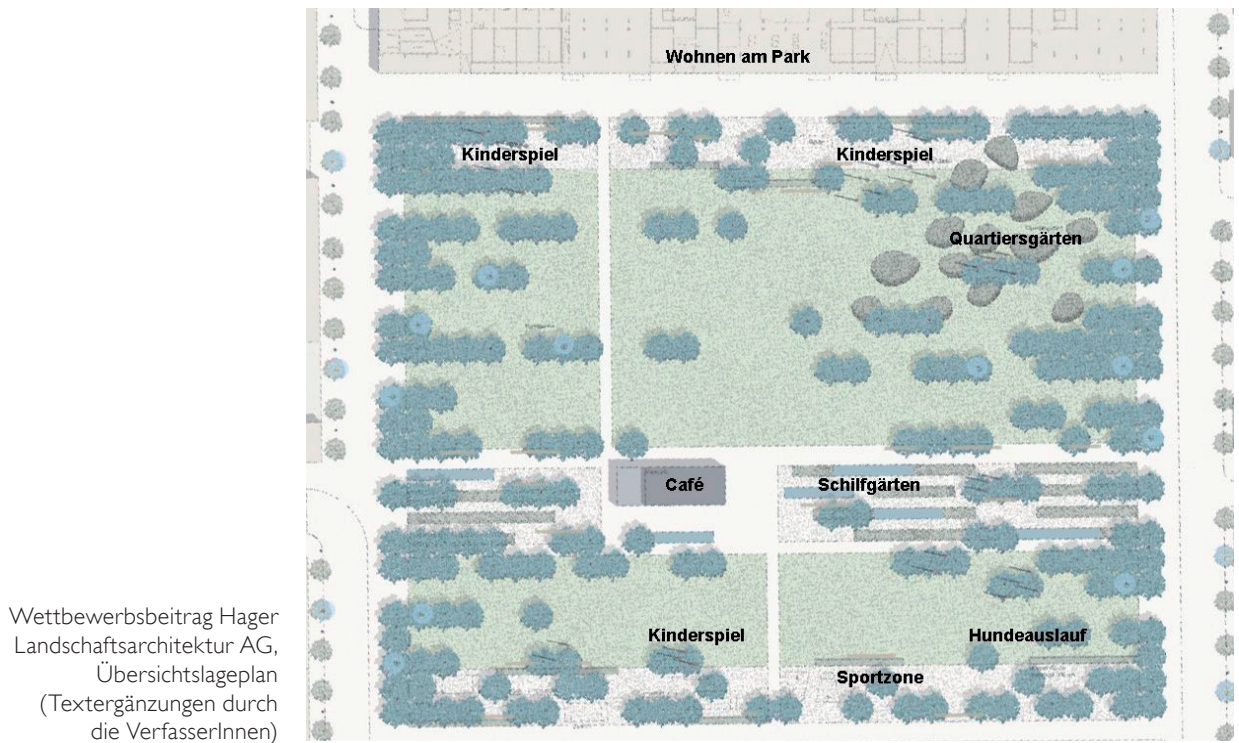 Wohnen am Park
Kinderspiel
Kinderspiel
Quartiersgärten
Café
Schilfgärten
Kinderspiel
Hundeauslauf
Sportzone
Wettbewerbsbeitrag Hager
Landschaftsarchitektur AG,
Übersichtslageplan
(Textergänzungen durch
die VerfasserInnen)